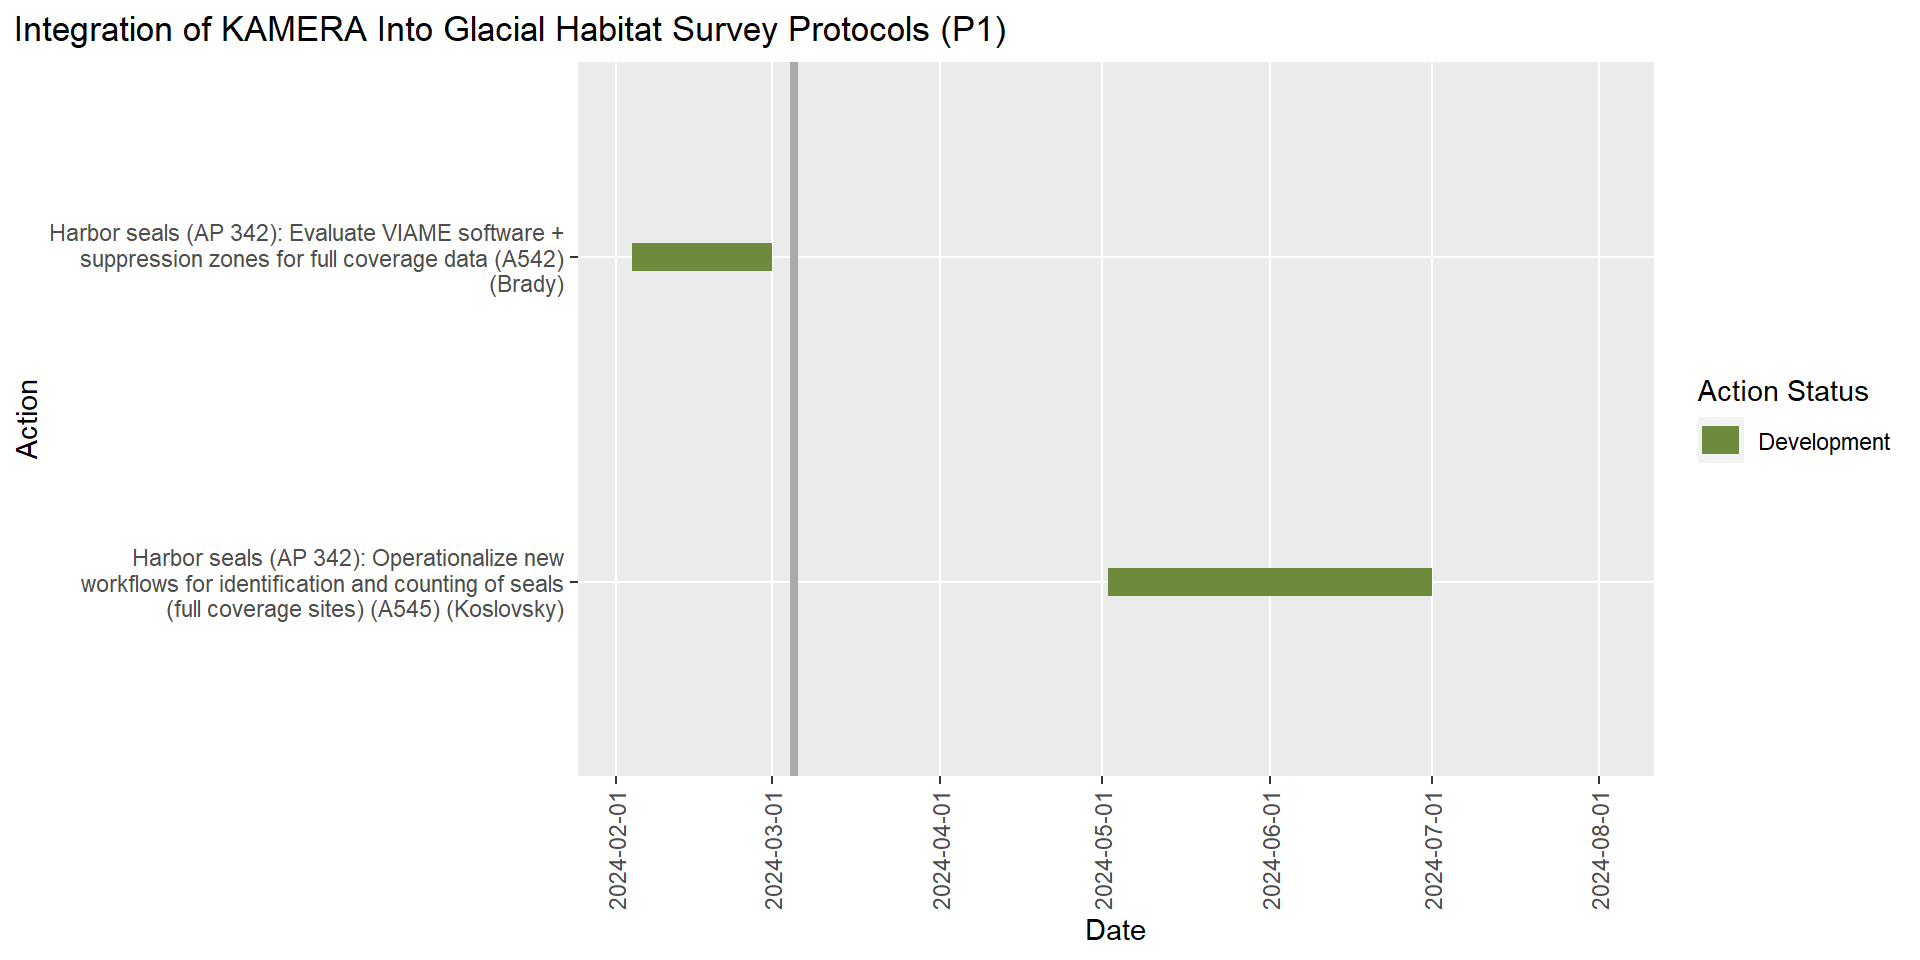 Integration of KAMERA Into Glacial Habitat Survey Protocols (P1)
Harbor seals (AP 342): Evaluate VIAME software +
suppression zones for full coverage data (A542)
(Brady)
Harbor seals (AP 342): Operationalize new
workflows for identification and counting of seals
(full coverage sites) (A545) (Koslovsky)
Action
2024-02-01
2024-03-01
2024-04-01
2024-05-01
2024-06-01
2024-07-01
2024-08-01
Date
Action Status
Development